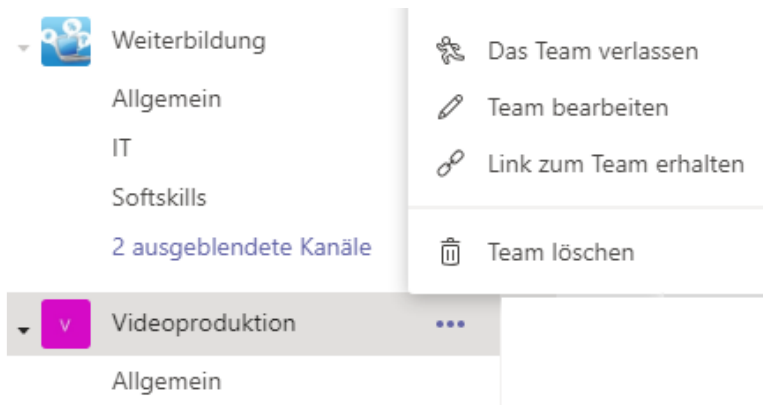 Weiterbildung
Allgemein
IT
Softskills
2 ausgeblendete Kanäle
V
Videoproduktion
Allgemein
Das Team verlassen
Team bearbeiten
Link zum Team erhalten
Team löschen